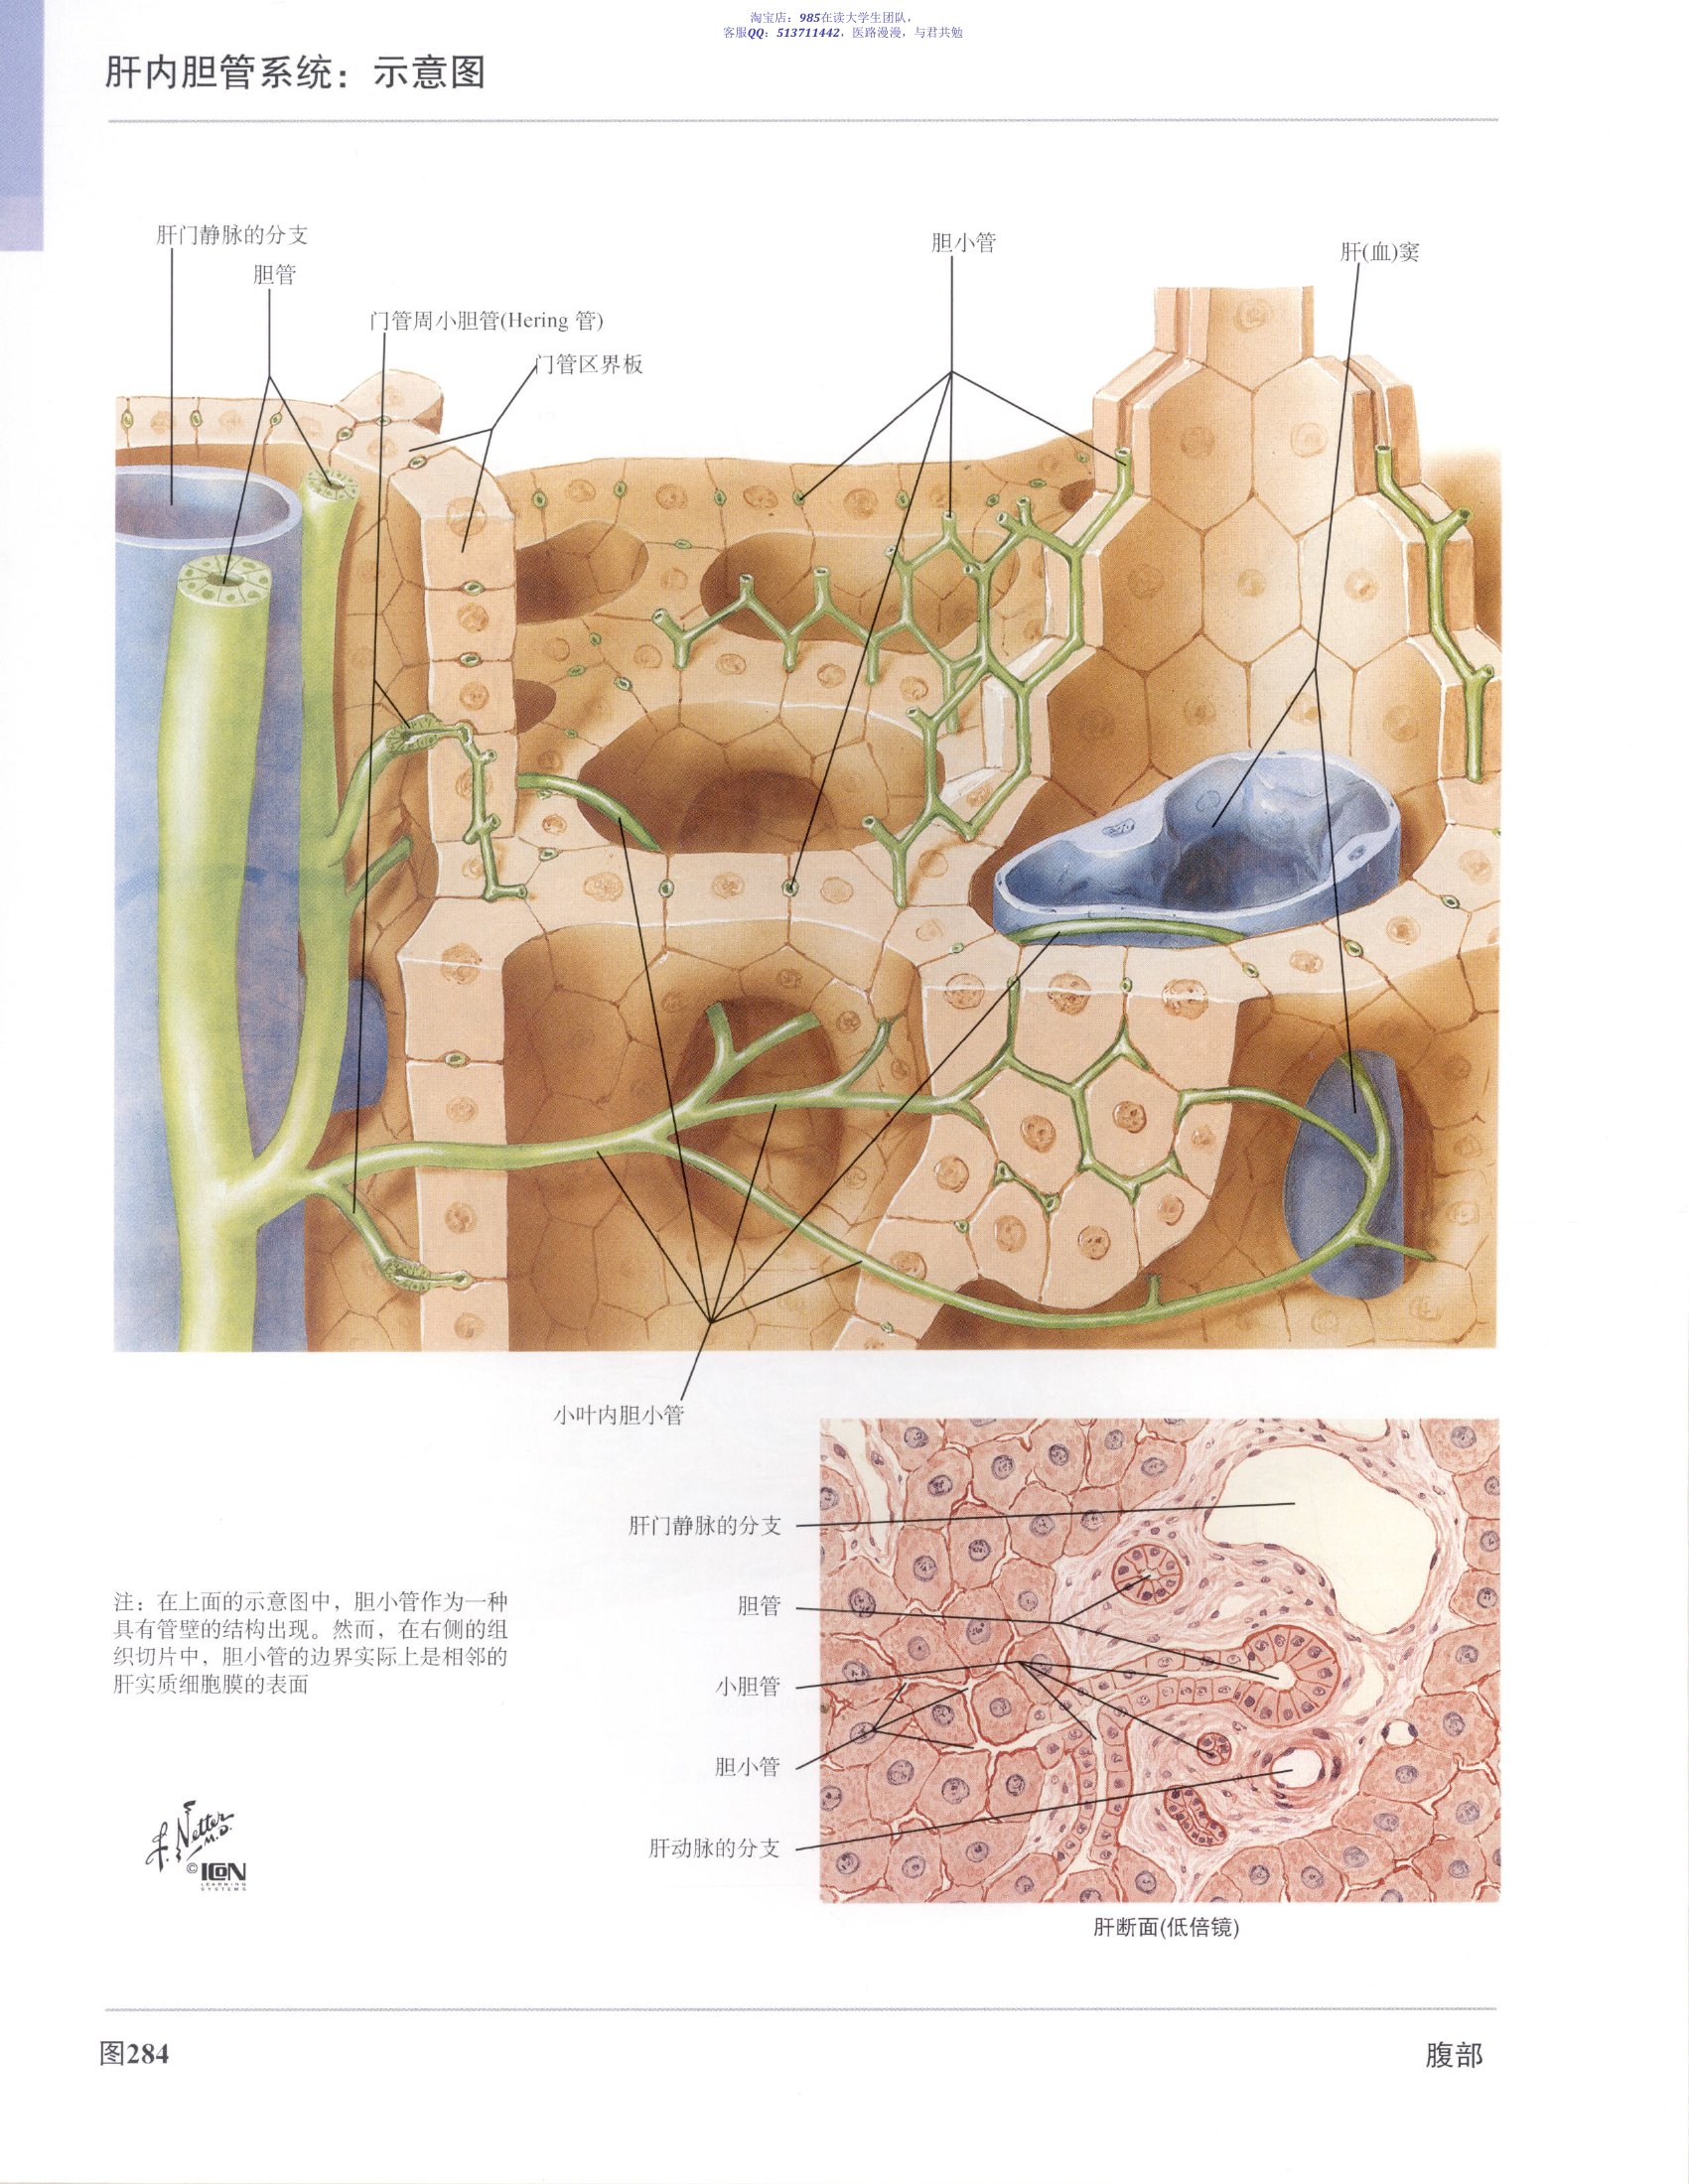 淘宝店：985在读大学生团队，
客服QQ：513711442，医路漫漫，与君共勉
肝内胆管系统：示意图
肝门静脉的分支
胆管
门管周小胆管(Hering 管)
门管区界板
胆小管
肝(血)窦
小叶内胆小管
肝门静脉的分支
胆管
小胆管
胆小管
肝动脉的分支
注：在上面的示意图中，胆小管作为一种
具有管壁的结构出现。然而，在右侧的组
织切片中，胆小管的边界实际上是相邻的
肝实质细胞膜的表面
F. Netter
M.D.
© ICON
LEARNING
SYSTEMS
肝断面(低倍镜)
图284
腹部